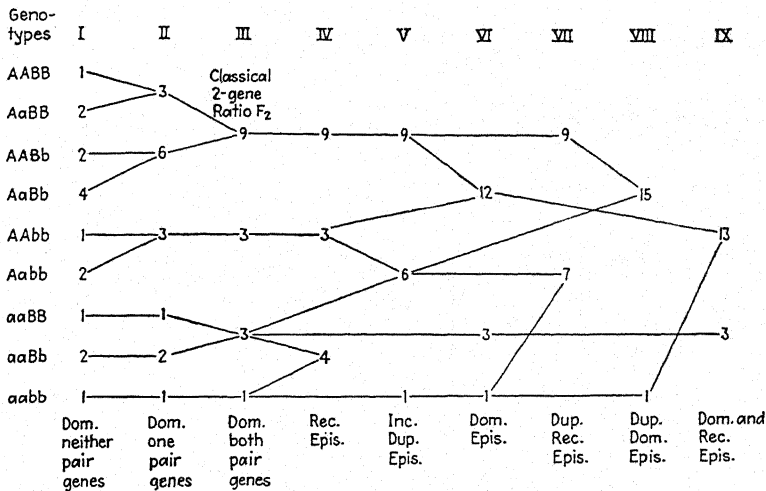 Geno-
types I II III IV V VI VII VIII IX
AABB 1
3
Classical
2-gene
Ratio F2
AaBB 2
9 9 9 9
AABb 2 6
AaBb 4 12 15
AAbb 1 3 3 3 13
Aabb 2 6 7
aaBB 1 1
3 3 3
aaBb 2 2 4
aabb 1 1 1 1 1 1
Dom. neither pair genes
Dom. one pair genes
Dom. both pair genes
Rec. Epis.
Inc. Dup. Epis.
Dom. Epis.
Dup. Rec. Epis.
Dup. Dom. Epis.
Dom. and Rec. Epis.